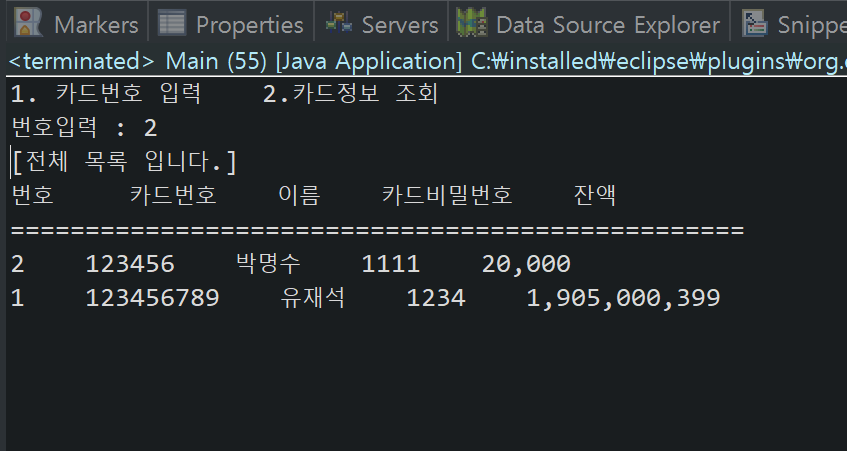 Markers Properties Servers Data Source Explorer Snippe
<terminated> Main (55) [Java Application] C:₩installed₩eclipse₩plugins₩org.
1. 카드번호 입력 2.카드정보 조회
번호입력 : 2
[전체 목록 입니다.]
번호 카드번호 이름 카드비밀번호 잔액
=================================================
2 123456 박명수 1111 20,000
1 123456789 유재석 1234 1,905,000,399